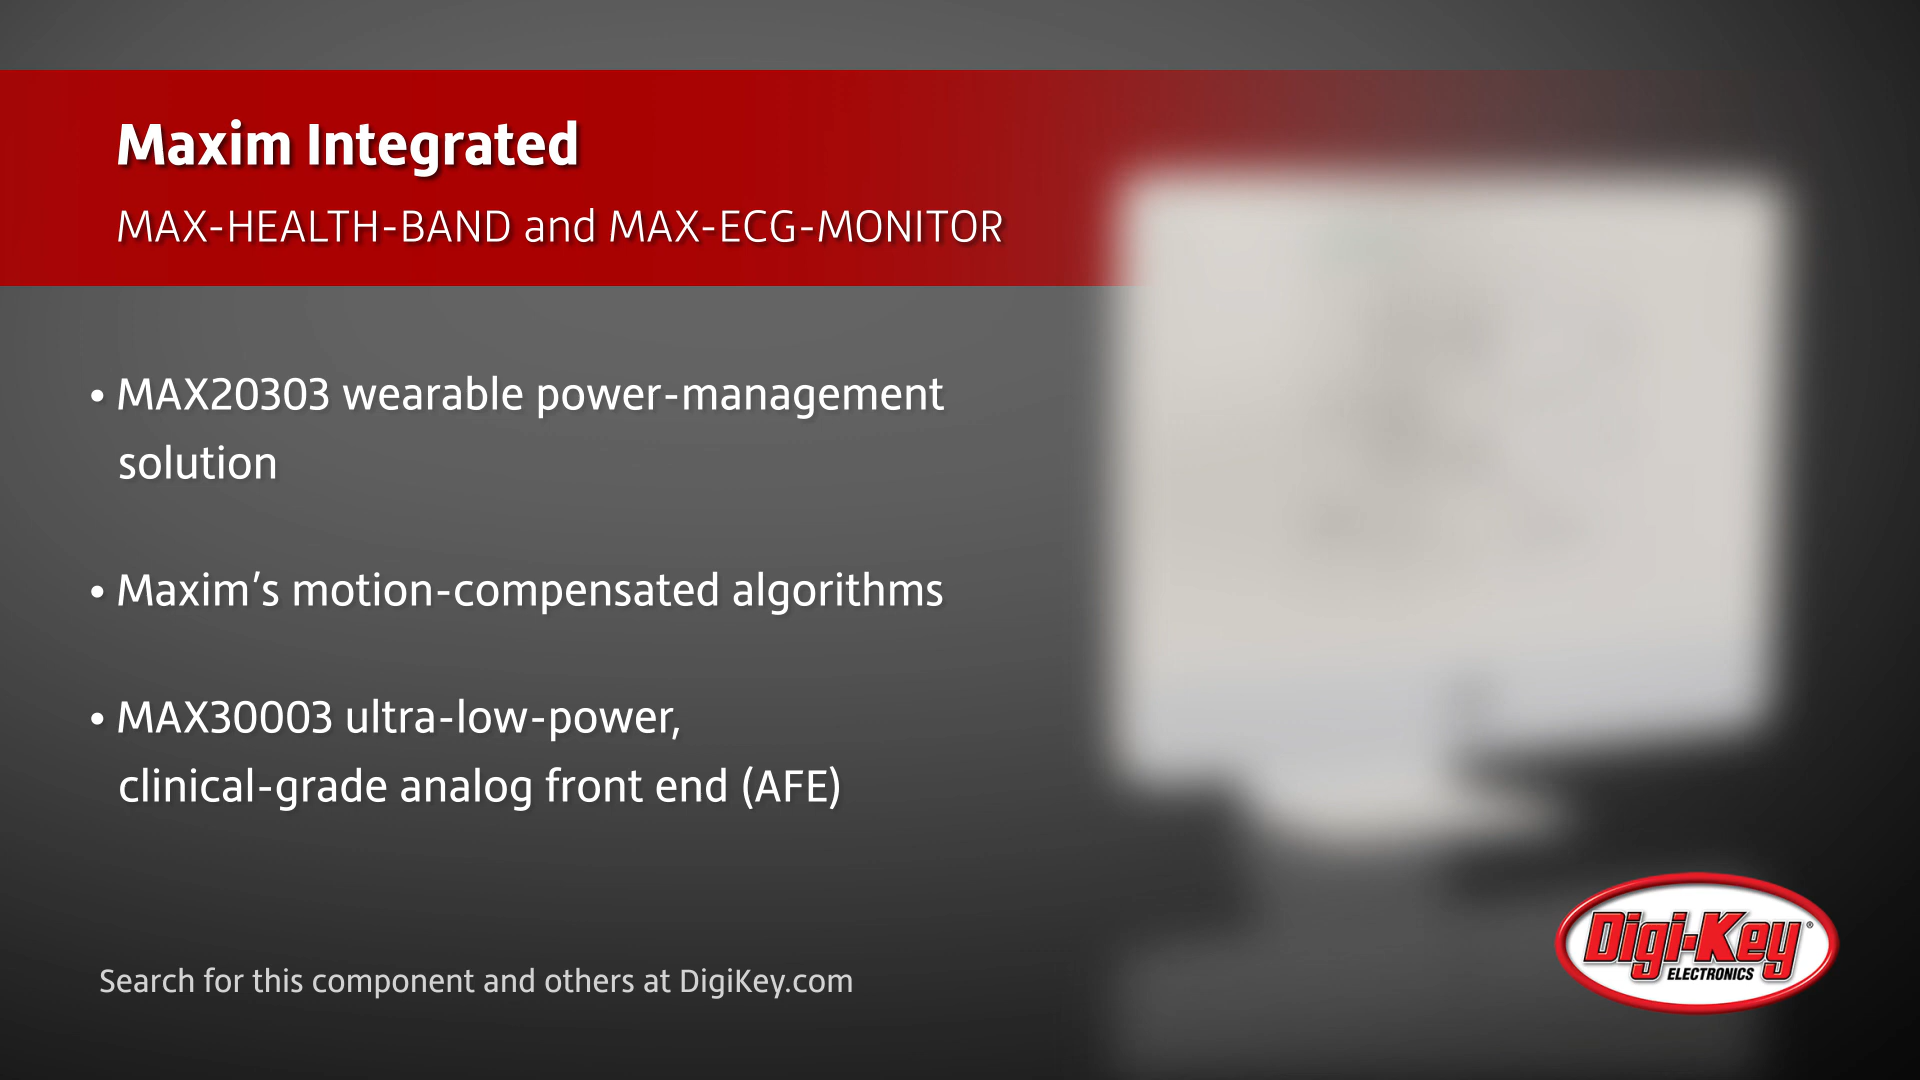 Maxim Integrated
MAX-HEALTH-BAND and MAX-ECG-MONITOR
• MAX20303 wearable power-management
solution
• Maxim’s motion-compensated algorithms
• MAX30003 ultra-low-power,
clinical-grade analog front end (AFE)
Search for this component and others at DigiKey.com
Digi-Key®
ELECTRONICS